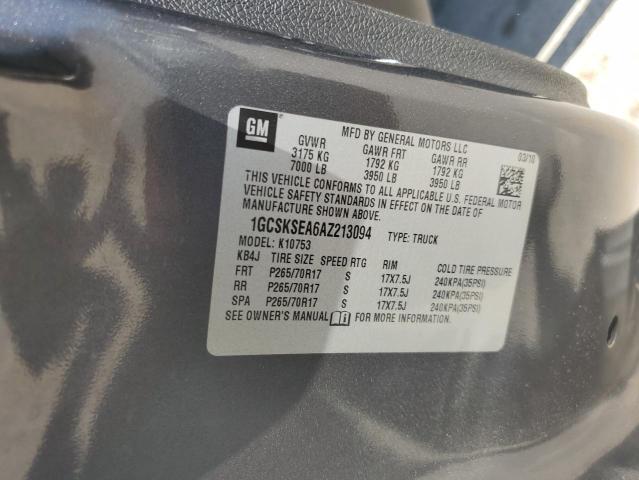 GM
MFD BY GENERAL MOTORS LLC
03/10
GVWR GAWR FRT GAWR RR
3175 KG 1792 KG 1792 KG
7000 LB 3950 LB 3950 LB
THIS VEHICLE CONFORMS TO ALL APPLICABLE U.S. FEDERAL MOTOR
VEHICLE SAFETY STANDARDS IN EFFECT ON THE DATE OF
MANUFACTURE SHOWN ABOVE.
1GCSKSEA6AZ213094 TYPE: TRUCK
MODEL: K10753
KB4J TIRE SIZE SPEED RTG RIM COLD TIRE PRESSURE
FRT P265/70R17 S 17X7.5J 240KPA(35PSI)
RR P265/70R17 S 17X7.5J 240KPA(35PSI)
SPA P265/70R17 S 17X7.5J 240KPA(35PSI)
SEE OWNER'S MANUAL FOR MORE INFORMATION.